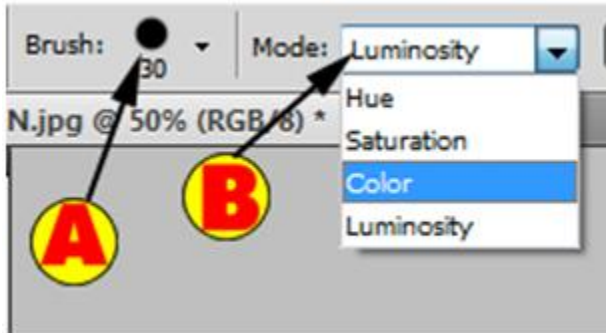 Brush: 30 Mode: Luminosity
Hue
N.jpg @ 50% (RGB/8) *
Saturation
Color
Luminosity
A
B